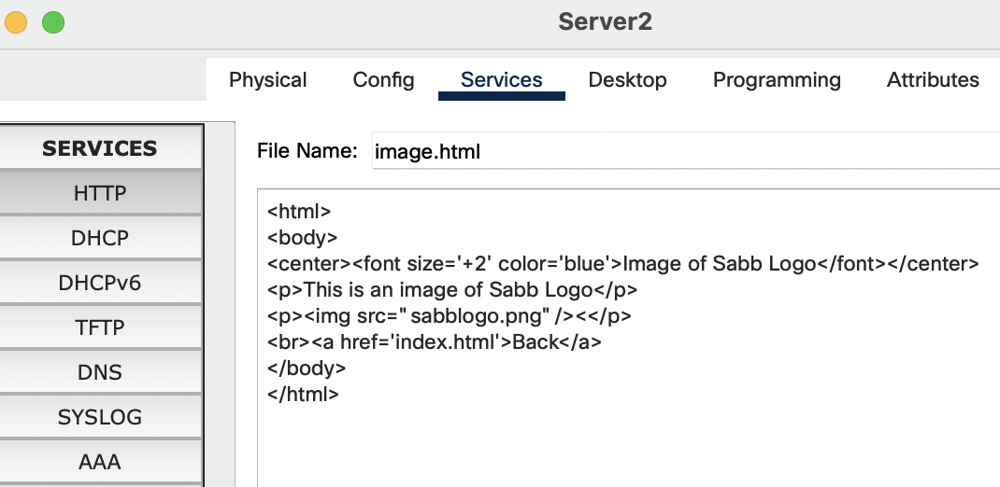 Server2
Physical Config Services Desktop Programming Attributes
SERVICES
HTTP
DHCP
DHCPv6
TFTP
DNS
SYSLOG
AAA
File Name: image.html
<html>
<body>
<center><font size='+2' color='blue'>Image of Sabb Logo</font></center>
<p>This is an image of Sabb Logo</p>
<p><img src=" sabblogo.png" /><</p>
<br><a href='index.html'>Back</a>
</body>
</html>